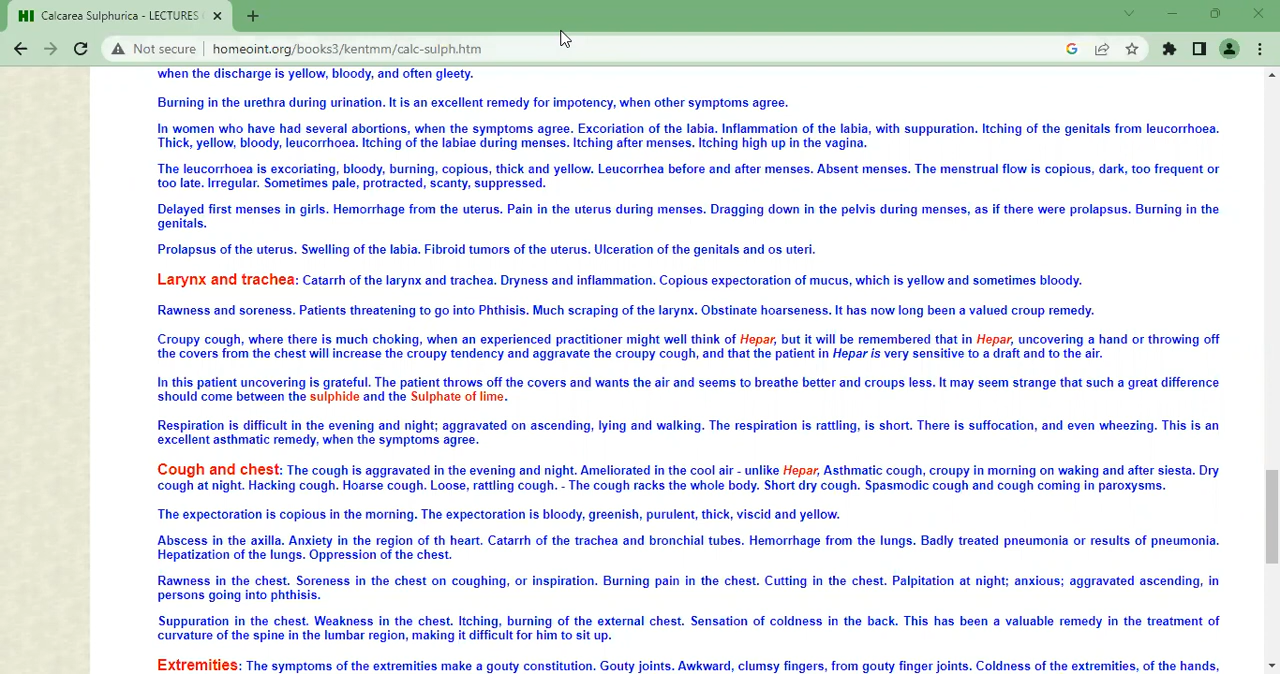 Calcarea Sulphurica - LECTURES
Not secure homeoint.org/books3/kentmm/calc-sulph.htm
when the discharge is yellow, bloody, and often gleety.
Burning in the urethra during urination. It is an excellent remedy for impotency, when other symptoms agree.
In women who have had several abortions, when the symptoms agree. Excoriation of the labia. Inflammation of the labia, with suppuration. Itching of the genitals from leucorrhoea.
Thick, yellow, bloody, leucorrhoea. Itching of the labiae during menses. Itching after menses. Itching high up in the vagina.
The leucorrhoea is excoriating, bloody, burning, copious, thick and yellow. Leucorrhea before and after menses. Absent menses. The menstrual flow is copious, dark, too frequent or
too late. Irregular. Sometimes pale, protracted, scanty, suppressed.
Delayed first menses in girls. Hemorrhage from the uterus. Pain in the uterus during menses. Dragging down in the pelvis during menses, as if there were prolapsus. Burning in the
genitals.
Prolapsus of the uterus. Swelling of the labia. Fibroid tumors of the uterus. Ulceration of the genitals and os uteri.
Larynx and trachea: Catarrh of the larynx and trachea. Dryness and inflammation. Copious expectoration of mucus, which is yellow and sometimes bloody.
Rawness and soreness. Patients threatening to go into Phthisis. Much scraping of the larynx. Obstinate hoarseness. It has now long been a valued croup remedy.
Croupy cough, where there is much choking, when an experienced practitioner might well think of Hepar, but it will be remembered that in Hepar, uncovering a hand or throwing off
the covers from the chest will increase the croupy tendency and aggravate the croupy cough, and that the patient in Hepar is very sensitive to a draft and to the air.
In this patient uncovering is grateful. The patient throws off the covers and wants the air and seems to breathe better and croups less. It may seem strange that such a great difference
should come between the sulphide and the Sulphate of lime.
Respiration is difficult in the evening and night; aggravated on ascending, lying and walking. The respiration is rattling, is short. There is suffocation, and even wheezing. This is an
excellent asthmatic remedy, when the symptoms agree.
Cough and chest: The cough is aggravated in the evening and night. Ameliorated in the cool air - unlike Hepar, Asthmatic cough, croupy in morning on waking and after siesta. Dry
cough at night. Hacking cough. Hoarse cough. Loose, rattling cough. - The cough racks the whole body. Short dry cough. Spasmodic cough and cough coming in paroxysms.
The expectoration is copious in the morning. The expectoration is bloody, greenish, purulent, thick, viscid and yellow.
Abscess in the axilla. Anxiety in the region of th heart. Catarrh of the trachea and bronchial tubes. Hemorrhage from the lungs. Badly treated pneumonia or results of pneumonia.
Hepatization of the lungs. Oppression of the chest.
Rawness in the chest. Soreness in the chest on coughing, or inspiration. Burning pain in the chest. Cutting in the chest. Palpitation at night; anxious; aggravated ascending, in
persons going into phthisis.
Suppuration in the chest. Weakness in the chest. Itching, burning of the external chest. Sensation of coldness in the back. This has been a valuable remedy in the treatment of
curvature of the spine in the lumbar region, making it difficult for him to sit up.
Extremities: The symptoms of the extremities make a gouty constitution. Gouty joints. Awkward, clumsy fingers, from gouty finger joints. Coldness of the extremities, of the hands,